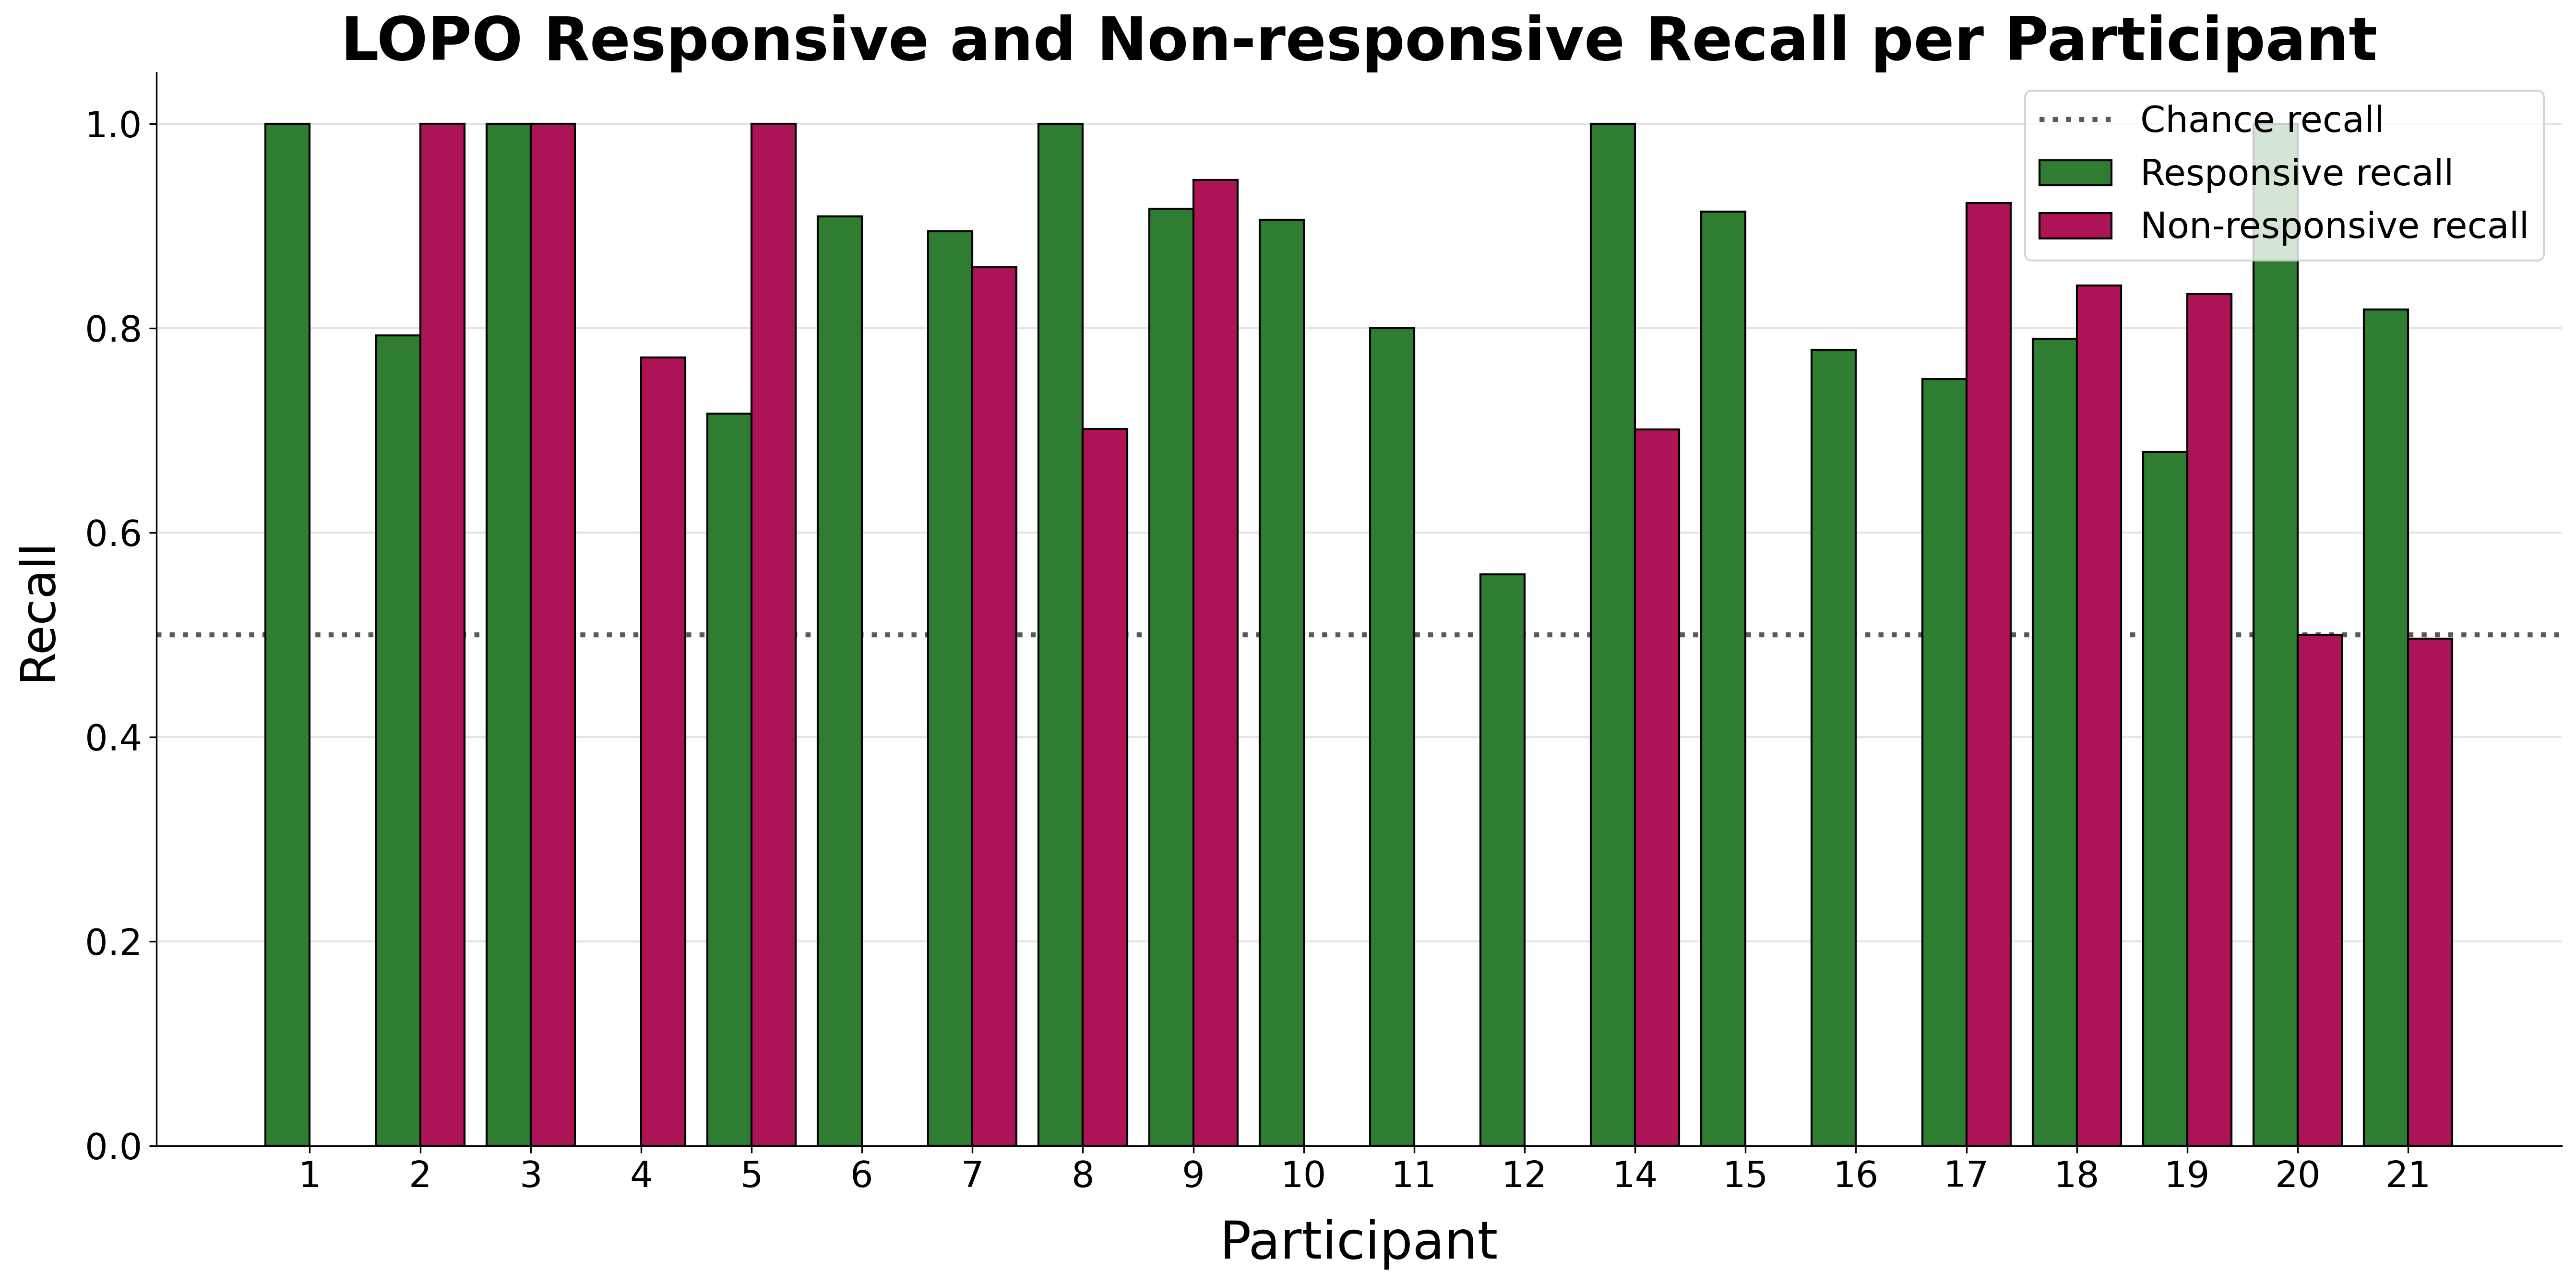 LOPO Responsive and Non-responsive Recall per Participant
Chance recall
Responsive recall
Non-responsive recall
1.0
0.8
0.6
0.4
0.2
0.0
Recall
1 2 3 4 5 6 7 8 9 10 11 12 14 15 16 17 18 19 20 21
Participant